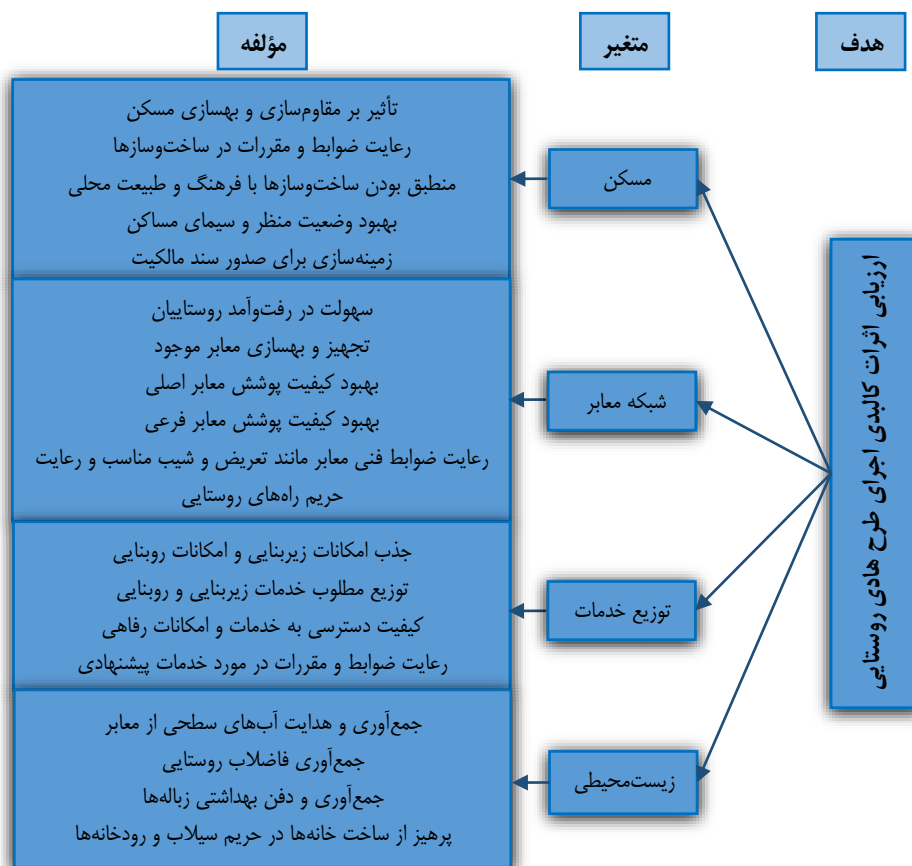 هدف
متغیر
مؤلفه
ارزیابی اثرات کالبدی اجرای طرح هادی روستایی
مسکن
تأثیر بر مقاوم‌سازی و بهسازی مسکن
رعایت ضوابط و مقررات در ساخت‌وسازها
منطبق بودن ساخت‌وسازها با فرهنگ و طبیعت محلی
بهبود وضعیت منظر و سیمای مساکن
زمینه‌سازی برای صدور سند مالکیت
شبکه معابر
سهولت در رفت‌وآمد روستاییان
تجهیز و بهسازی معابر موجود
بهبود کیفیت پوشش معابر اصلی
بهبود کیفیت پوشش معابر فرعی
رعایت ضوابط فنی معابر مانند تعریض و شیب مناسب و رعایت
حریم راه‌های روستایی
توزیع خدمات
جذب امکانات زیربنایی و امکانات روبنایی
توزیع مطلوب خدمات زیربنایی و روبنایی
کیفیت دسترسی به خدمات و امکانات رفاهی
رعایت ضوابط و مقررات در مورد خدمات پیشنهادی
زیست‌محیطی
جمع‌آوری و هدایت آب‌های سطحی از معابر
جمع‌آوری فاضلاب روستایی
جمع‌آوری و دفن بهداشتی زباله‌ها
پرهیز از ساخت خانه‌ها در حریم سیلاب و رودخانه‌ها